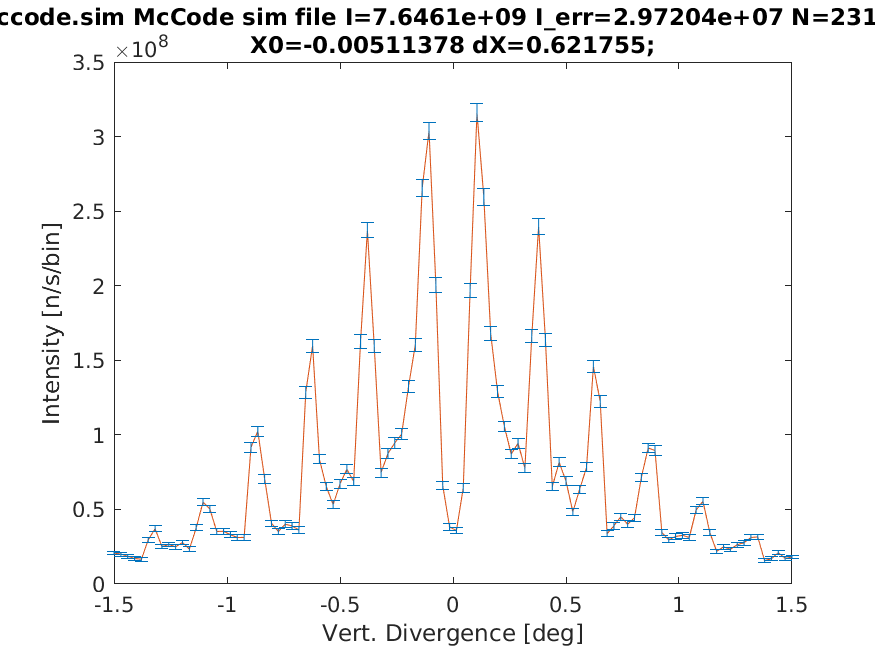 ccode.sim McCode sim file I=7.6461e+09 I_err=2.97204e+07 N=231
X0=-0.00511378 dX=0.621755;
×10^8
3.5
3
2.5
2
1.5
1
0.5
0
-1.5 -1 -0.5 0 0.5 1 1.5
Vert. Divergence [deg]
Intensity [n/s/bin]